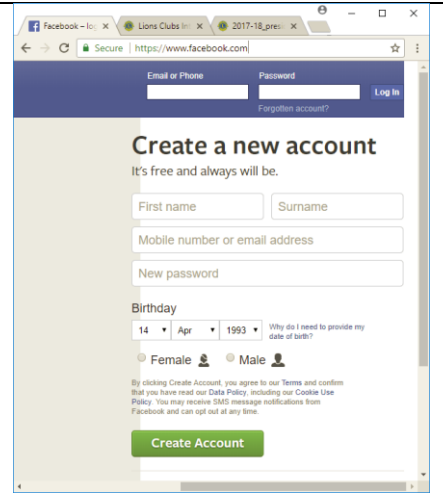 Facebook – log
Lions Clubs In
2017-18_pres
Secure
https://www.facebook.com
Email or Phone
Password
Log In
Forgotten account?
Create a new account
It's free and always will be.
First name
Surname
Mobile number or email address
New password
Birthday
14 Apr 1993
Why do I need to provide my
date of birth?
Female
Male
By clicking Create Account, you agree to our Terms and confirm
that you have read our Data Policy, including our Cookie Use
Policy. You may receive SMS message notifications from
Facebook and can opt out at any time.
Create Account